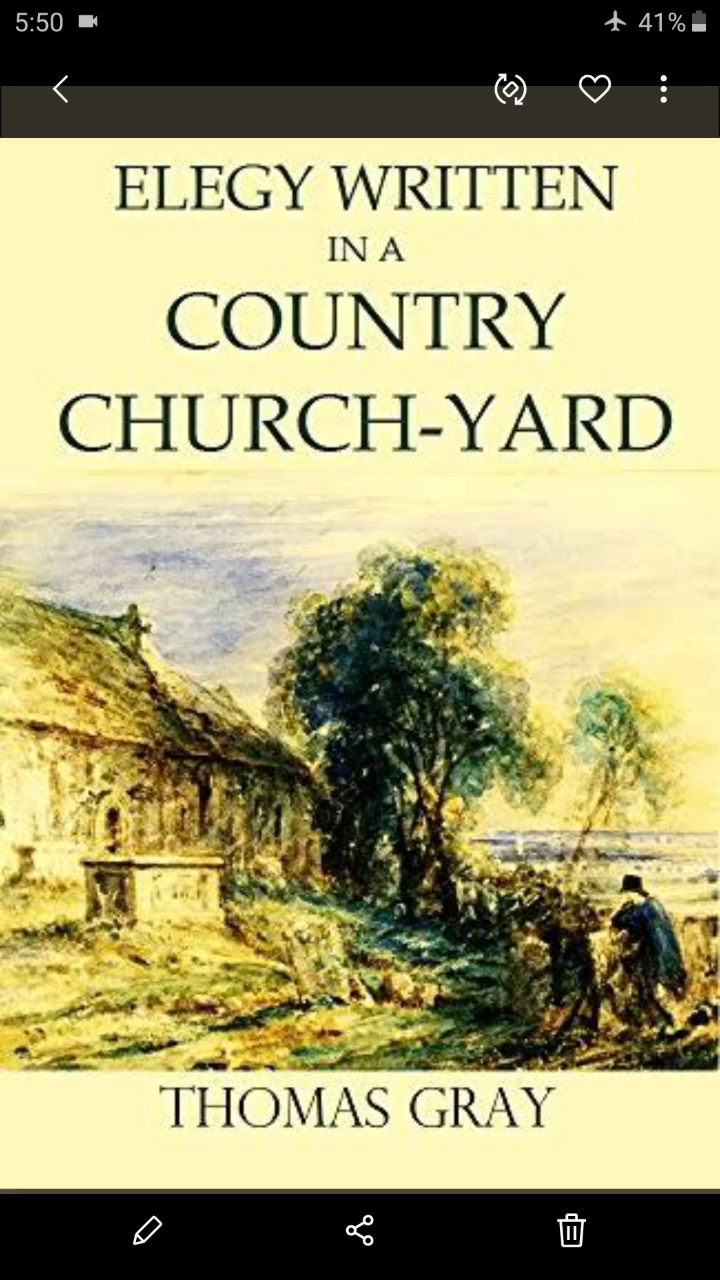 5:50
41%
ELEGY WRITTEN
IN A
COUNTRY
CHURCH-YARD
THOMAS GRAY